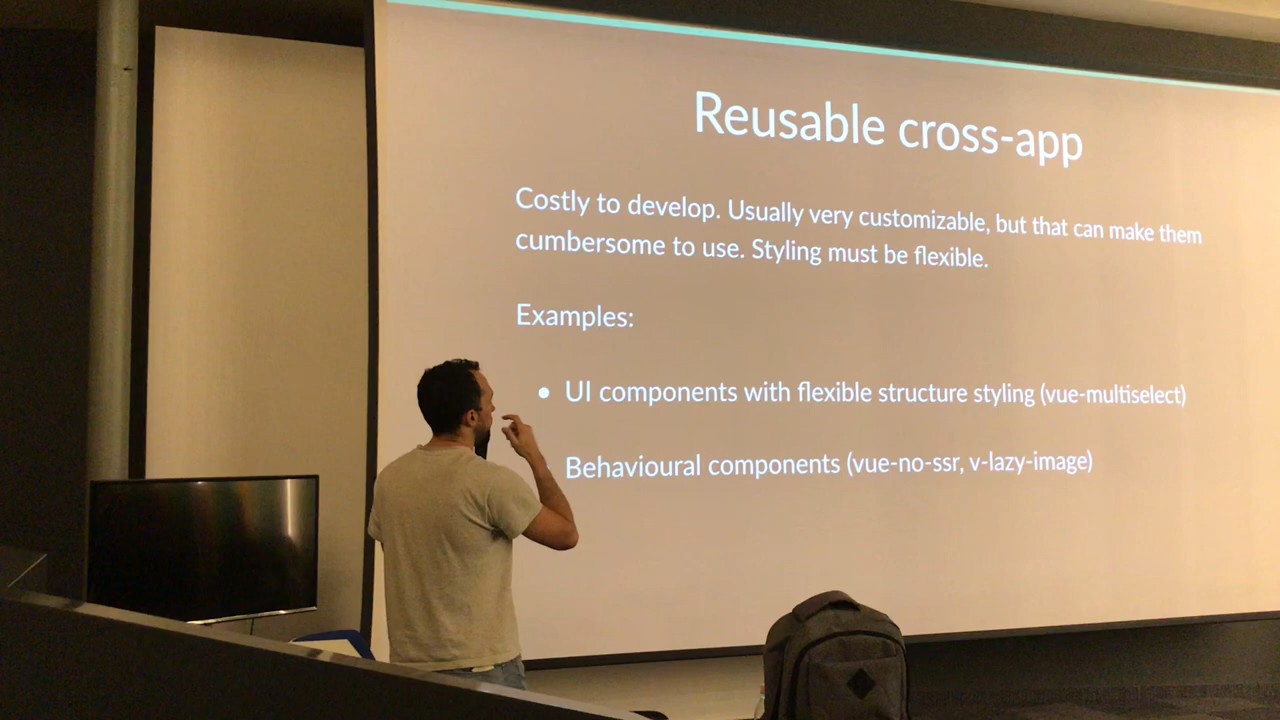 Reusable cross-app
Costly to develop. Usually very customizable, but that can make them
cumbersome to use. Styling must be flexible.
Examples:
• UI components with flexible structure styling (vue-multiselect)
Behavioural components (vue-no-ssr, v-lazy-image)